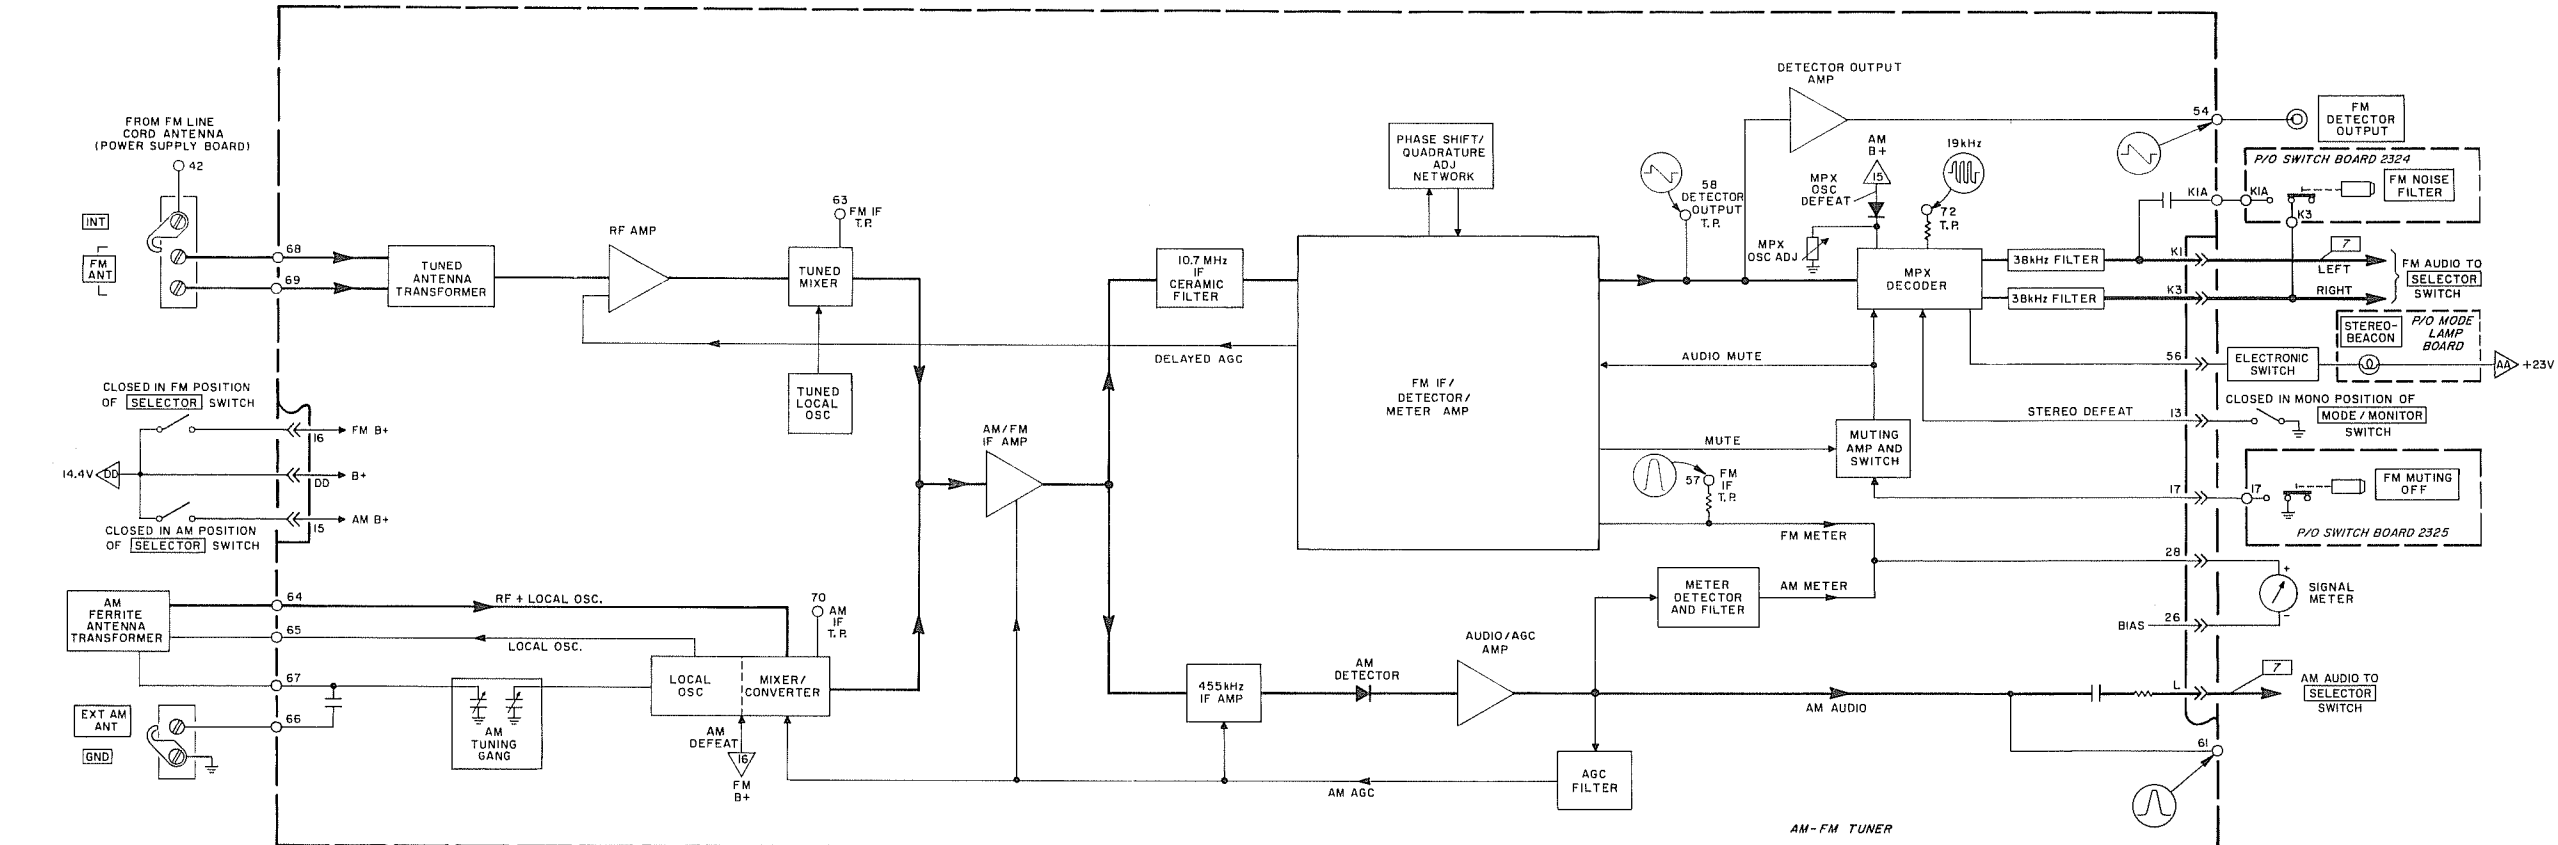 FROM FM LINE
CORD ANTENNA
(POWER SUPPLY BOARD)
42
INT
FM
ANT
68
69
TUNED
ANTENNA
TRANSFORMER
RF AMP
63
FM IF
T.P.
TUNED
MIXER
TUNED
LOCAL
OSC
DELAYED AGC
CLOSED IN FM POSITION
OF SELECTOR SWITCH
16
FM B+
14.4V
DD
DD
B+
15
AM B+
CLOSED IN AM POSITION
OF SELECTOR SWITCH
AM/FM
IF AMP
AM
FERRITE
ANTENNA
TRANSFORMER
64
RF + LOCAL OSC.
65
LOCAL OSC.
67
66
EXT AM
ANT
GND
AM
TUNING
GANG
70
AM
IF
T.P.
LOCAL
OSC
MIXER/
CONVERTER
AM
DEFEAT
16
FM
B+
10.7 MHz
IF
CERAMIC
FILTER
PHASE SHIFT/
QUADRATURE
ADJ
NETWORK
FM IF/
DETECTOR/
METER AMP
455kHz
IF AMP
AM
DETECTOR
AUDIO/AGC
AMP
AM AGC
AGC
FILTER
METER
DETECTOR
AND FILTER
AM METER
FM METER
57
FM
IF
T.P.
MUTE
AUDIO MUTE
MUTING
AMP AND
SWITCH
58
DETECTOR
OUTPUT
T.P.
DETECTOR OUTPUT
AMP
AM
B+
15
MPX
OSC
DEFEAT
MPX
OSC ADJ
19kHz
72
T.P.
MPX
DECODER
38kHz FILTER
38kHz FILTER
54
FM
DETECTOR
OUTPUT
P/O SWITCH BOARD 2324
FM NOISE
FILTER
K1A
K1A
K3
K1
7
LEFT
K3
RIGHT
FM AUDIO TO
SELECTOR
SWITCH
STEREO-
BEACON
P/O MODE
LAMP
BOARD
56
ELECTRONIC
SWITCH
AA
+23V
STEREO DEFEAT
13
CLOSED IN MONO POSITION OF
MODE/MONITOR
SWITCH
17
17
FM MUTING
OFF
P/O SWITCH BOARD 2325
28
+
SIGNAL
METER
−
BIAS
26
AM AUDIO
L
7
AM AUDIO TO
SELECTOR
SWITCH
61
AM-FM TUNER